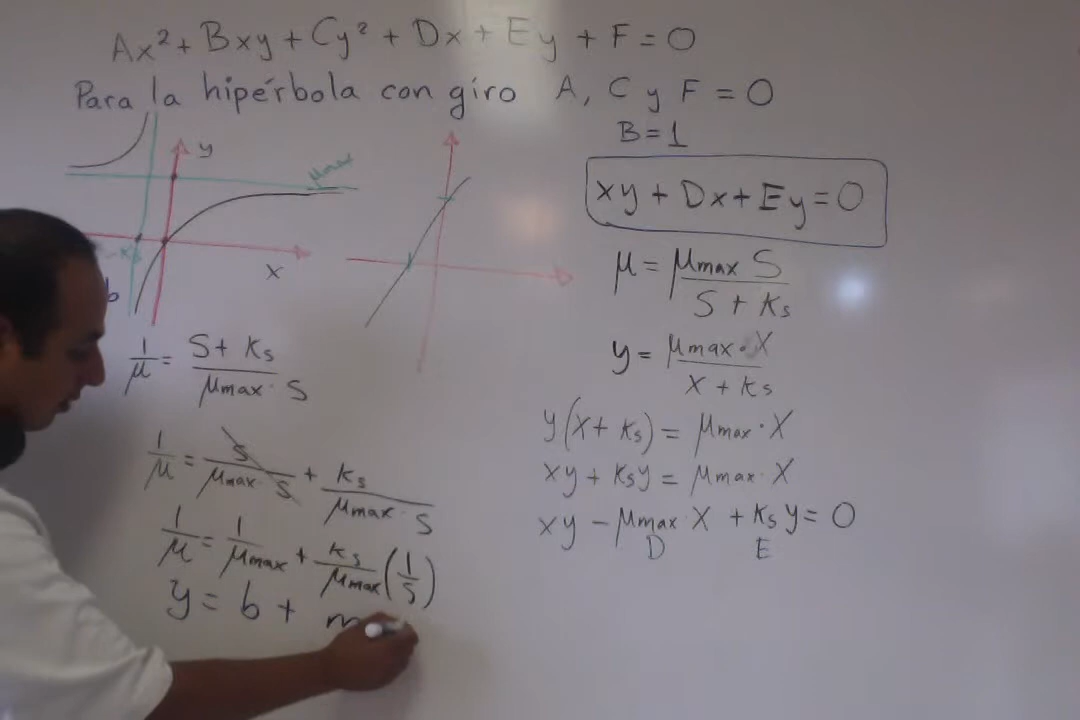 Ax² + Bxy + Cy² + Dx + Ey + F = 0
Para la hipérbola con giro A, C y F = 0
B = 1
y
μmax
x
-Ks
b
xy + Dx + Ey = 0
μ = μmax S / S + Ks
y = μmax · X / X + Ks
y(X + Ks) = μmax · X
xy + Ksy = μmax · X
xy - μmax · X + Ks y = 0
D E
1/μ = S + Ks / μmax · S
1/μ = S / μmax · S + Ks / μmax · S
1/μ = 1/μmax + Ks/μmax (1/S)
y = b + m